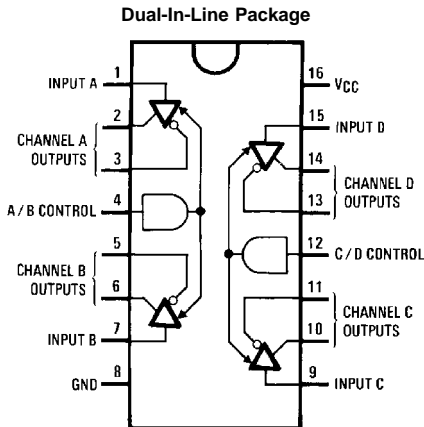 Dual-In-Line Package
1
INPUT A
2
CHANNEL A
OUTPUTS
3
4
A/B CONTROL
5
CHANNEL B
OUTPUTS
6
7
INPUT B
8
GND
16
VCC
15
INPUT D
14
CHANNEL D
OUTPUTS
13
12
C/D CONTROL
11
CHANNEL C
OUTPUTS
10
9
INPUT C